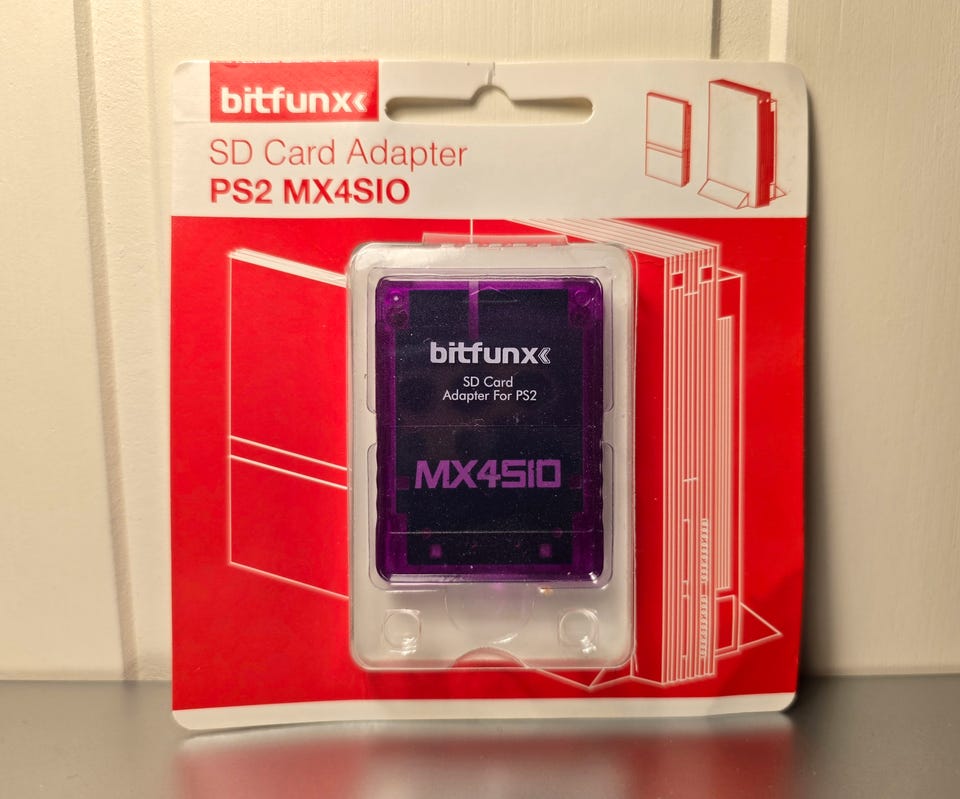 bitfunx
SD Card Adapter
PS2 MX4SIO
bitfunx
SD Card
Adapter For PS2
MX4SIO